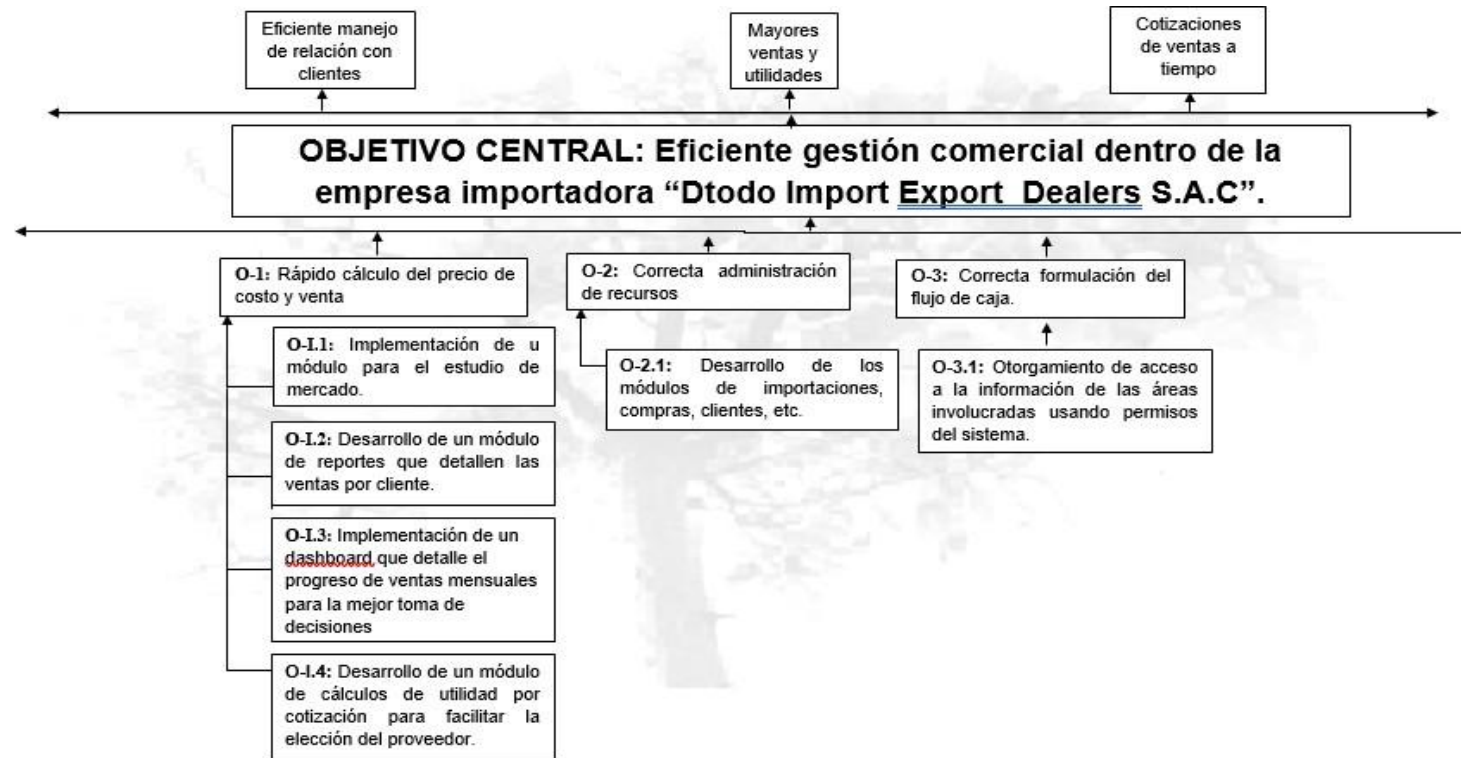 Eficiente manejo
de relación con
clientes
Mayores
ventas y
utilidades
Cotizaciones
de ventas a
tiempo
OBJETIVO CENTRAL: Eficiente gestión comercial dentro de la
empresa importadora “Dtodo Import Export Dealers S.A.C”.
O-1: Rápido cálculo del precio de
costo y venta
O-I.1: Implementación de u
módulo para el estudio de
mercado.
O-I.2: Desarrollo de un módulo
de reportes que detallen las
ventas por cliente.
O-I.3: Implementación de un
dashboard que detalle el
progreso de ventas mensuales
para la mejor toma de
decisiones
O-I.4: Desarrollo de un módulo
de cálculos de utilidad por
cotización para facilitar la
elección del proveedor.
O-2: Correcta administración
de recursos
O-2.1: Desarrollo de los
módulos de importaciones,
compras, clientes, etc.
O-3: Correcta formulación del
flujo de caja.
O-3.1: Otorgamiento de acceso
a la información de las áreas
involucradas usando permisos
del sistema.